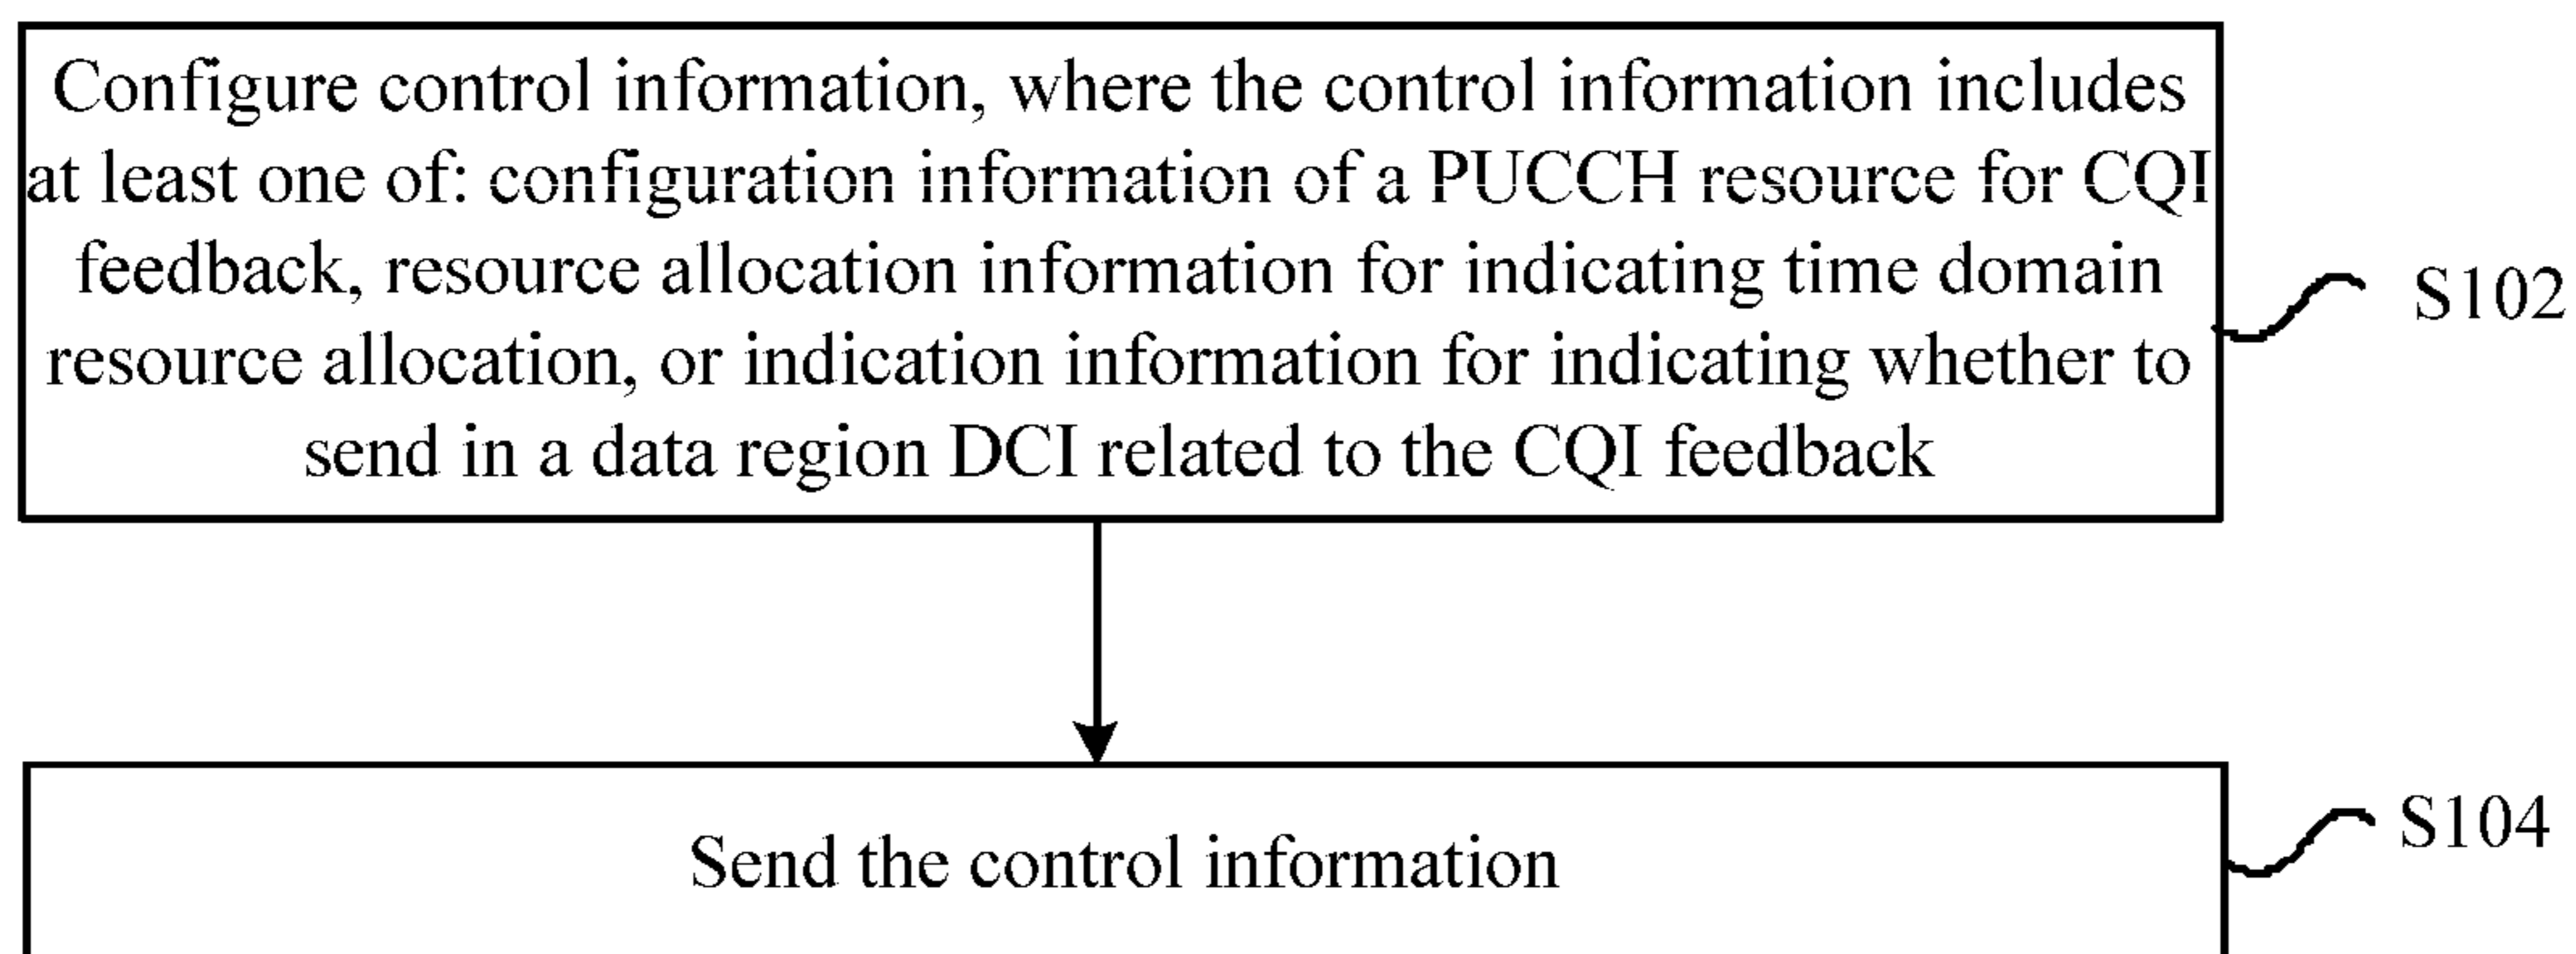 Configure control information, where the control information includes
at least one of: configuration information of a PUCCH resource for CQI
feedback, resource allocation information for indicating time domain
resource allocation, or indication information for indicating whether to
send in a data region DCI related to the CQI feedback
S102
Send the control information
S104